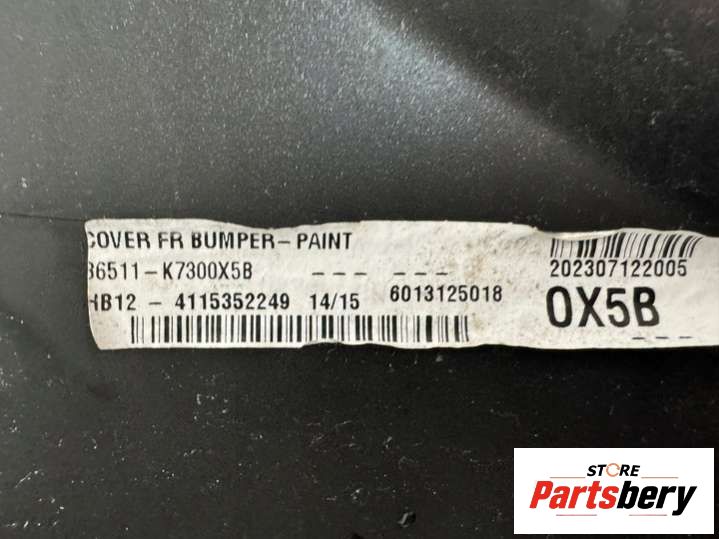 COVER FR BUMPER-PAINT
86511-K7300X5B --- ---
HB12 - 4115352249 14/15 6013125018
202307122005
0X5B
---
STORE
Partsbery